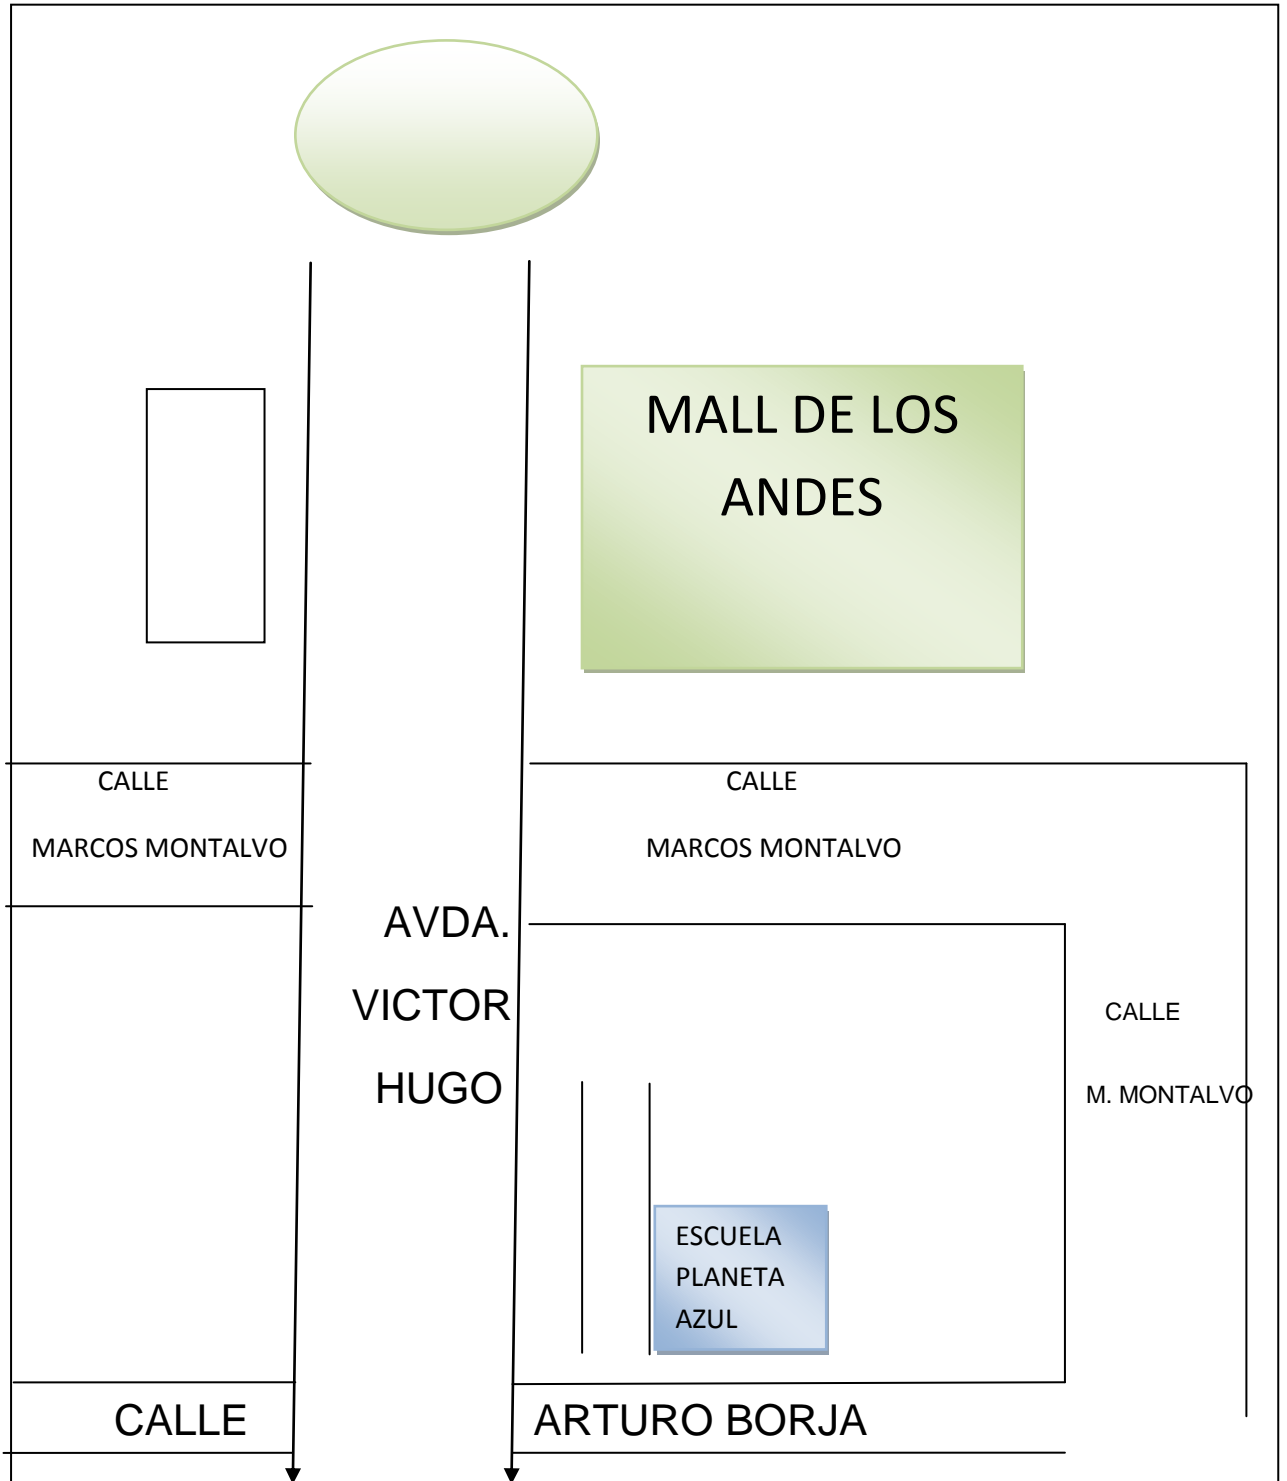 MALL DE LOS
ANDES
CALLE
MARCOS MONTALVO
CALLE
MARCOS MONTALVO
AVDA.
VICTOR
HUGO
CALLE
M. MONTALVO
ESCUELA
PLANETA
AZUL
CALLE
ARTURO BORJA